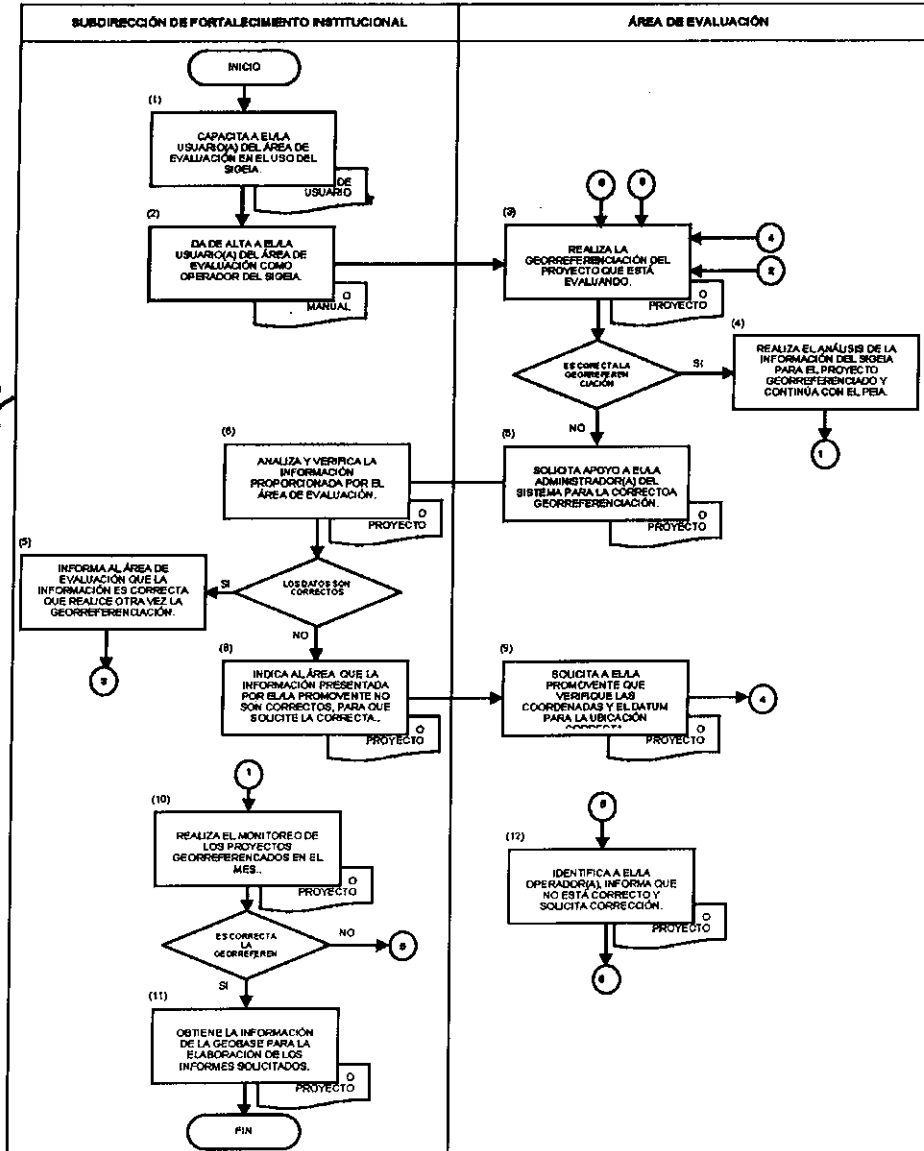 SUBDIRECCIÓN DE FORTALECIMIENTO INSTITUCIONAL
ÁREA DE EVALUACIÓN
INICIO
(1)
CAPACITA A EL/LA
USUARIO(A) DEL ÁREA DE
EVALUACIÓN EN EL USO DEL
SIGEIA.
DE
USUARIO
(2)
DA DE ALTA A EL/LA
USUARIO(A) DEL ÁREA DE
EVALUACIÓN COMO
OPERADOR DEL SIGEIA.
O
MANUAL
(3)
REALIZA LA
GEORREFERENCIACIÓN DEL
PROYECTO QUE ESTÁ
EVALUANDO.
4
O
PROYECTO
ES CORECTA LA
GEORREFEREN
CIACIÓN
SI
NO
(4)
REALIZA EL ANÁLISIS DE LA
INFORMACIÓN DEL SIGEIA
PARA EL PROYECTO
GEORREFERENCIADO Y
CONTINÚA CON EL PEIA.
1
SOLICITA APOYO A EL/LA
ADMINISTRADOR(A) DEL
SISTEMA PARA LA CORRECTOA
GEORREFERENCIACIÓN.
O
PROYECTO
(6)
ANALIZA Y VERIFICA LA
INFORMACIÓN
PROPORCIONADA POR EL
ÁREA DE EVALUACIÓN.
O
PROYECTO
LOS DATOS SON
CORRECTOS
SI
NO
INFORMA AL ÁREA DE
EVALUACIÓN QUE LA
INFORMACIÓN ES CORRECTA
QUE REALICE OTRA VEZ LA
GEORREFERENCIACIÓN.
(8)
INDICA AL ÁREA QUE LA
INFORMACIÓN PRESENTADA
POR EL/LA PROMOVENTE NO
SON CORRECTOS, PARA QUE
SOLICITE LA CORRECTA..
O
PROYECTO
(9)
SOLICITA A EL/LA
PROMOVENTE QUE
VERIFIQUE LAS
COORDENADAS Y EL DATUM
PARA LA UBICACIÓN
CORRECTA
O
PROYECTO
4
1
(10)
REALIZA EL MONITOREO DE
LOS PROYECTOS
GEORREFERENCADOS EN EL
MES..
O
PROYECTO
ES CORRECTA
LA
GEORREFEREN
NO
SI
(11)
OBTIENE LA INFORMACIÓN
DE LA GEOBASE PARA LA
ELABORACIÓN DE LOS
INFORMES SOLICITADOS.
O
PROYECTO
FIN
(12)
IDENTIFICA A EL/LA
OPERADOR(A), INFORMA QUE
NO ESTÁ CORRECTO Y
SOLICITA CORRECCIÓN.
O
PROYECTO